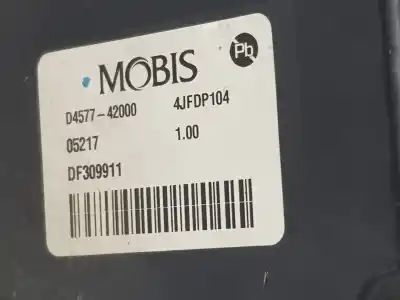 Pb
MOBIS
D4577-42000 4JFDP104
05217 1.00
DF309911